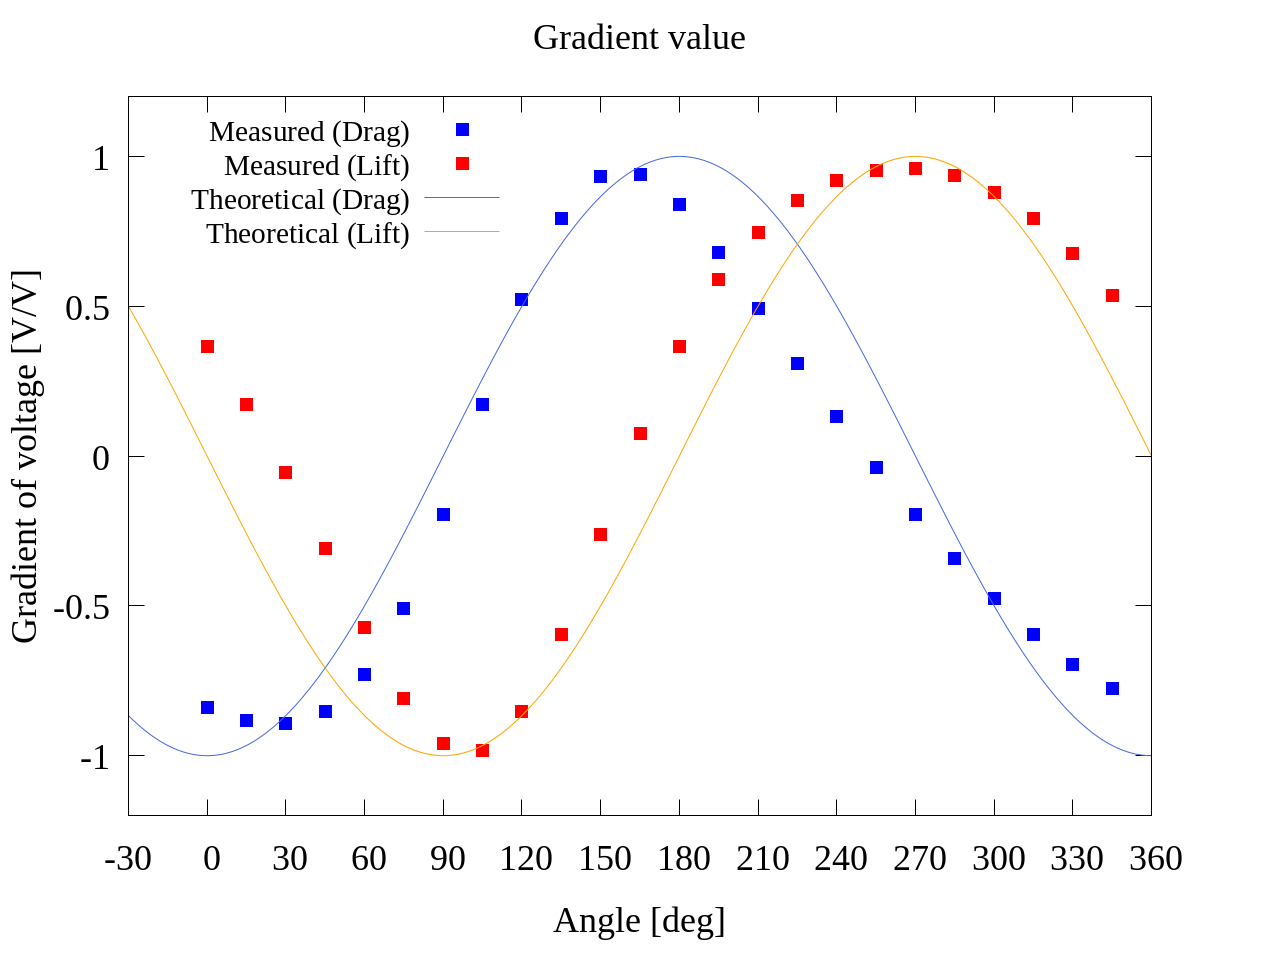 Gradient value
Measured (Drag)
Measured (Lift)
Theoretical (Drag)
Theoretical (Lift)
1
0.5
0
-0.5
-1
Gradient of voltage [V/V]
-30 0 30 60 90 120 150 180 210 240 270 300 330 360
Angle [deg]